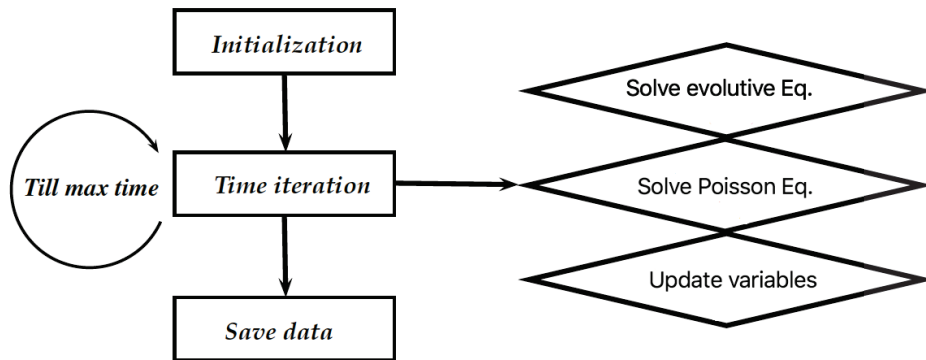 Initialization
Till max time
Time iteration
Save data
Solve evolutive Eq.
Solve Poisson Eq.
Update variables